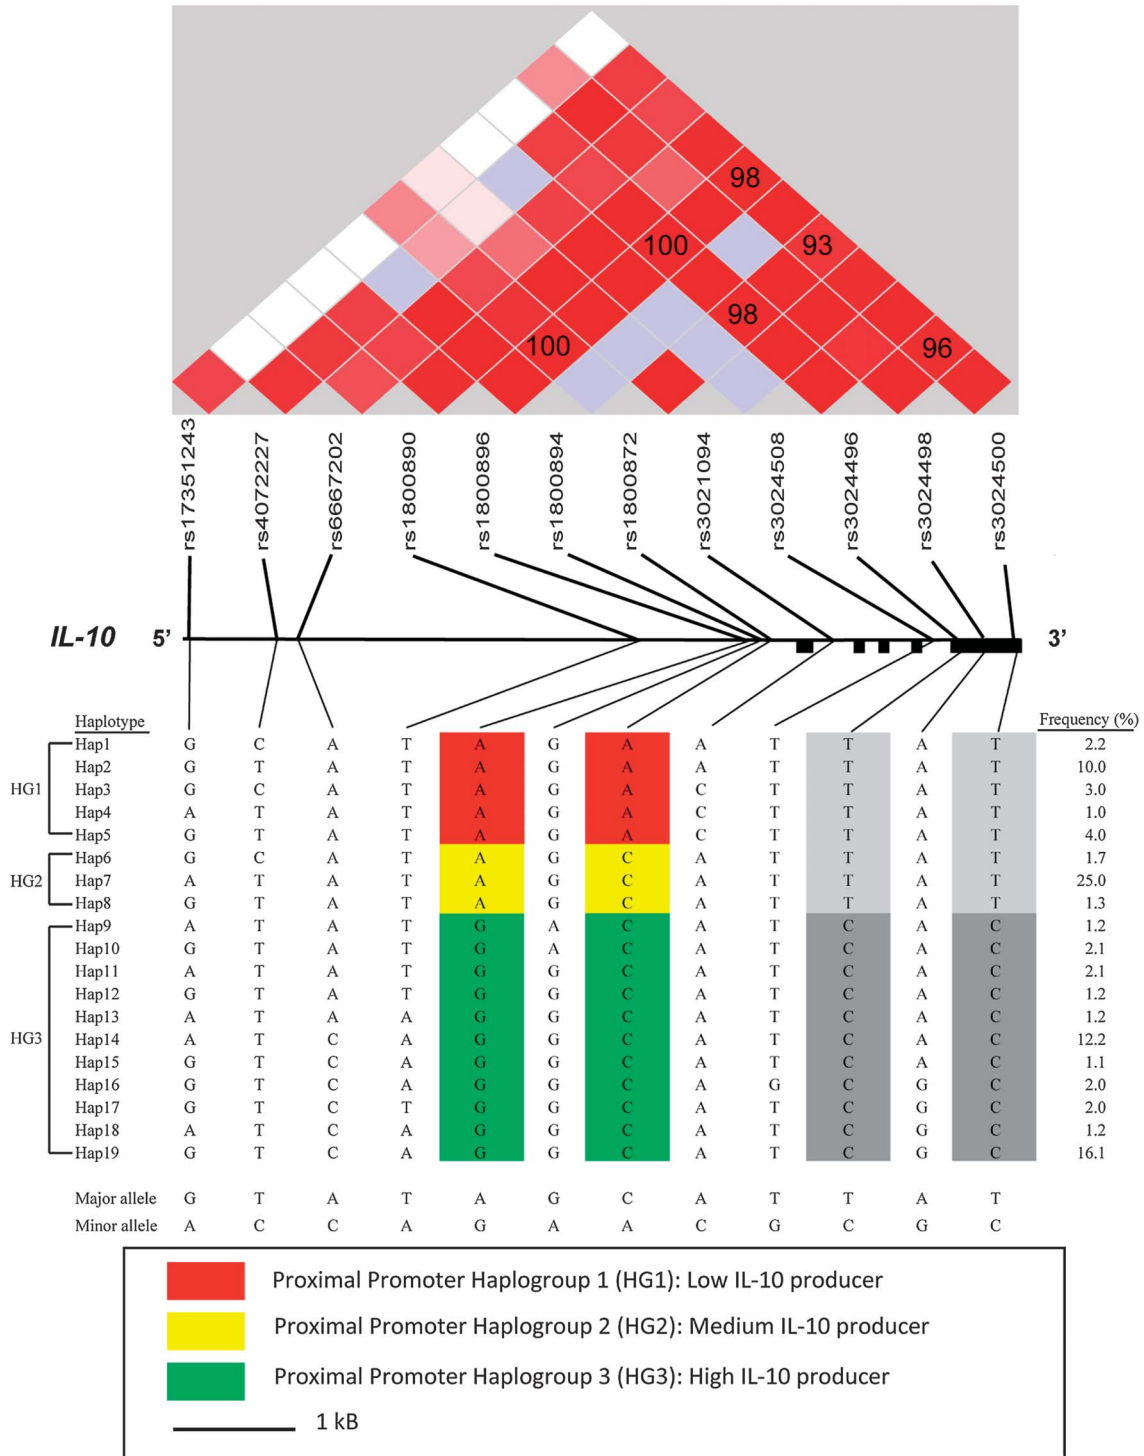 98
100 93
98
100 96
rs17351243 rs4072227 rs6667202 rs1800890 rs1800896 rs1800894 rs1800872 rs3021094 rs3024508 rs3024496 rs3024498 rs3024500
IL-10 5’ 3’
Haplotype Frequency (%)
Hap1 G C A T A G A A T T A T 2.2
Hap2 G T A T A G A A T T A T 10.0
HG1 Hap3 G C A T A G A C T T A T 3.0
Hap4 A T A T A G A C T T A T 1.0
Hap5 G T A T A G A C T T A T 4.0
Hap6 G C A T A G C A T T A T 1.7
HG2 Hap7 A T A T A G C A T T A T 25.0
Hap8 G T A T A G C A T T A T 1.3
Hap9 A T A T G A C A T C A C 1.2
Hap10 G T A T G A C A T C A C 2.1
Hap11 A T A T G G C A T C A C 2.1
Hap12 G T A T G G C A T C A C 1.2
Hap13 A T A A G G C A T C A C 1.2
HG3 Hap14 A T C A G G C A T C A C 12.2
Hap15 G T C A G G C A T C A C 1.1
Hap16 G T C A G G C A G C G C 2.0
Hap17 G T C T G G C A T C G C 2.0
Hap18 A T C A G G C A T C G C 1.2
Hap19 G T C A G G C A T C G C 16.1
Major allele G T A T A G C A T T A T
Minor allele A C C A G A A C G C G C
Proximal Promoter Haplogroup 1 (HG1): Low IL-10 producer
Proximal Promoter Haplogroup 2 (HG2): Medium IL-10 producer
Proximal Promoter Haplogroup 3 (HG3): High IL-10 producer
1 kB